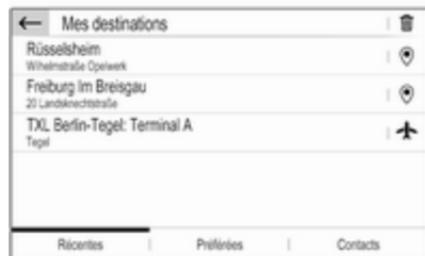 Mes destinations
Rüsselsheim
Wilhelmstraße Opelwerk
Freiburg Im Breisgau
20 Landsknechtstraße
TXL Berlin-Tegel: Terminal A
Tegel
Récentes
Préférées
Contacts